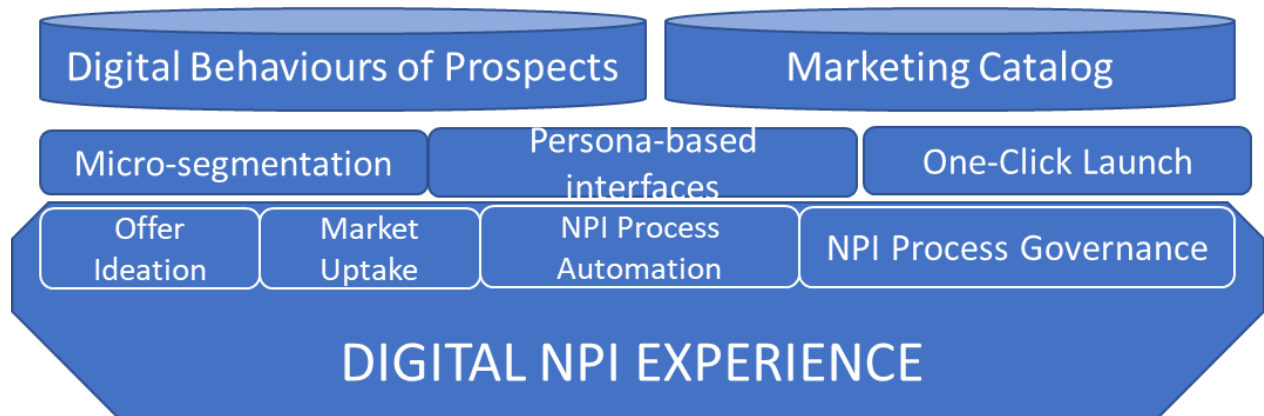 Digital Behaviours of Prospects
Marketing Catalog
Micro-segmentation
Persona-based
interfaces
One-Click Launch
Offer
Ideation
Market
Uptake
NPI Process
Automation
NPI Process Governance
DIGITAL NPI EXPERIENCE